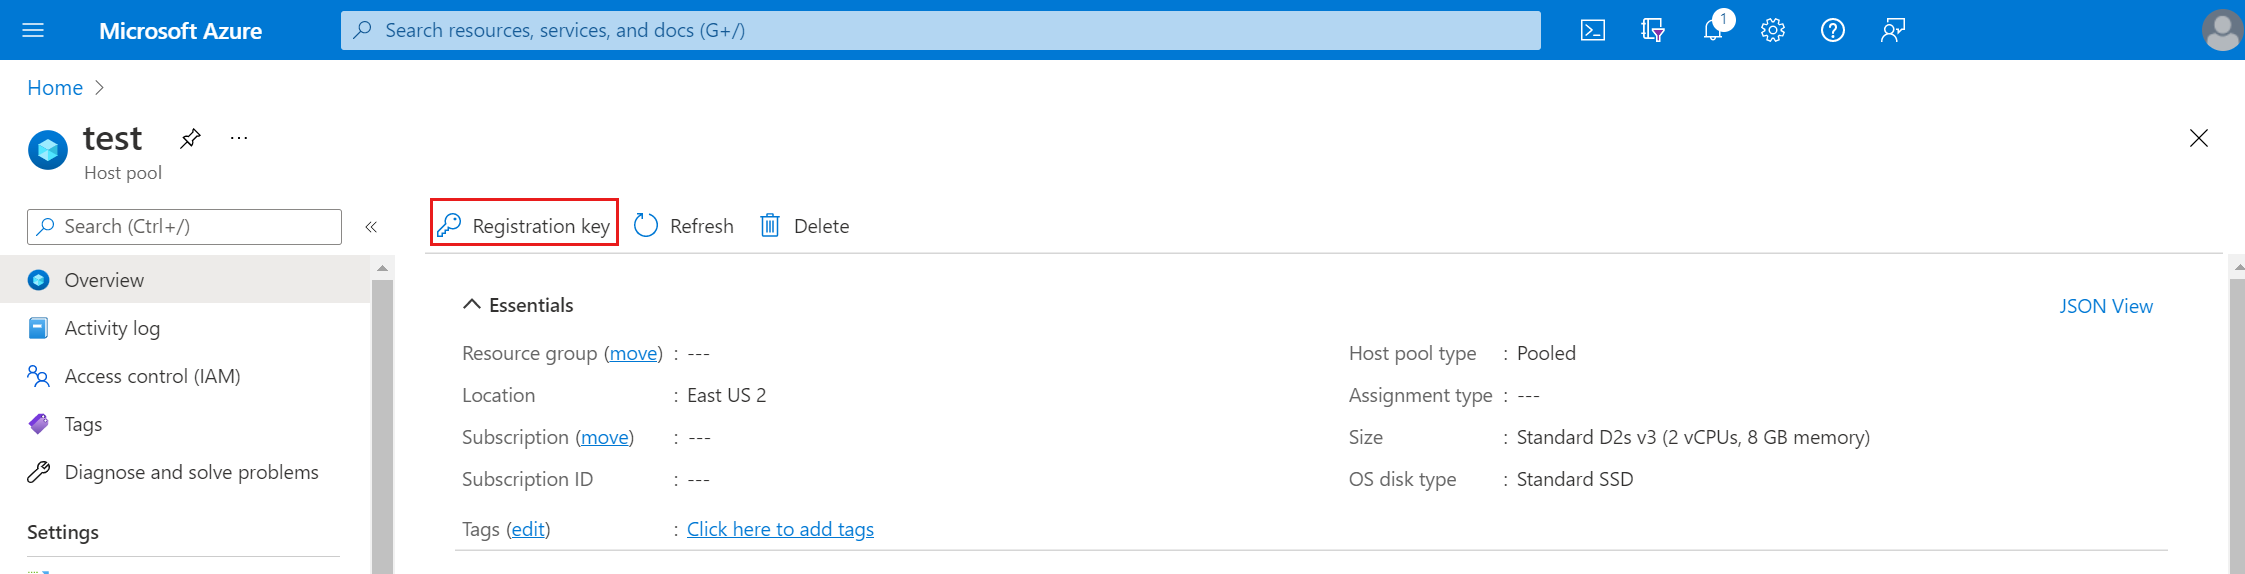 Microsoft Azure
Search resources, services, and docs (G+/)
1
Home
test
...
Host pool
Search (Ctrl+/)
«
Registration key
Refresh
Delete
Overview
Activity log
Access control (IAM)
Tags
Diagnose and solve problems
Settings
Essentials
JSON View
Resource group (move) : ---
Location : East US 2
Subscription (move) : ---
Subscription ID : ---
Tags (edit) : Click here to add tags
Host pool type : Pooled
Assignment type : ---
Size : Standard D2s v3 (2 vCPUs, 8 GB memory)
OS disk type : Standard SSD